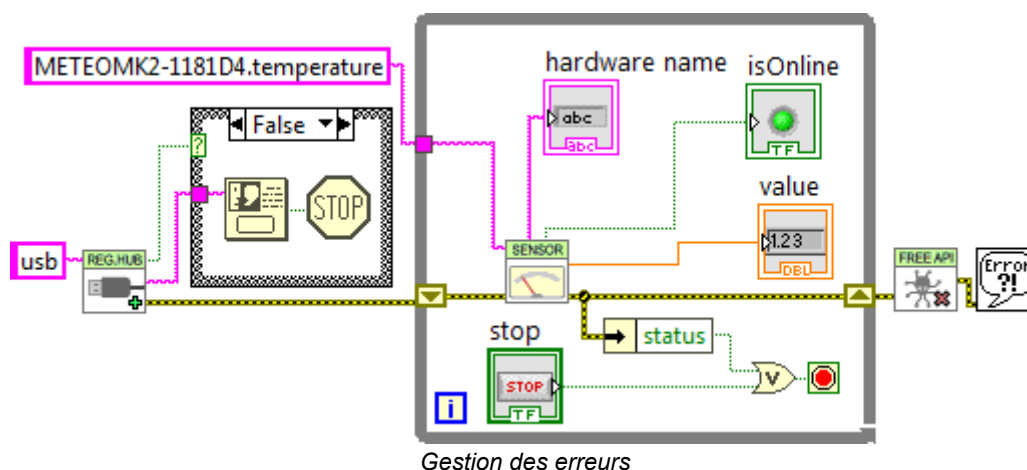 METEOMK2-1181D4.temperature
False
?
STOP
usb
REG.HUB
hardware name
abc
abc
isOnline
TF
value
1.23
DBL
SENSOR
status
stop
STOP
TF
i
V
FREE API
Error
?!
Gestion des erreurs